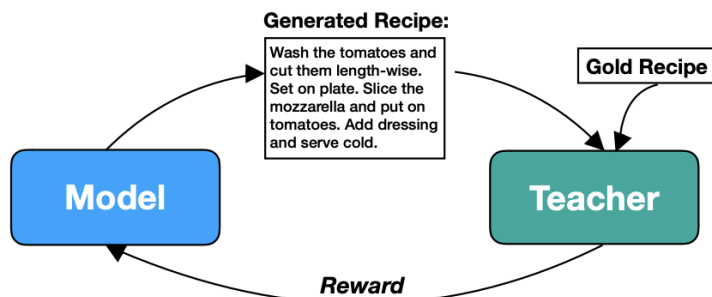 Generated Recipe:
Wash the tomatoes and
cut them length-wise.
Set on plate. Slice the
mozzarella and put on
tomatoes. Add dressing
and serve cold.
Gold Recipe
Model
Teacher
Reward